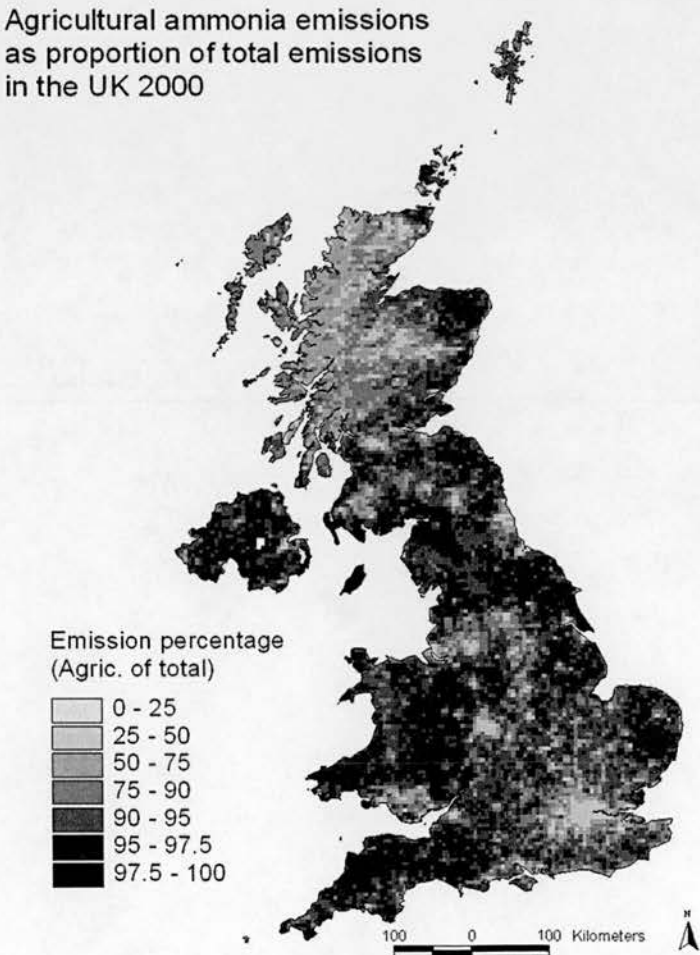 Agricultural ammonia emissions
as proportion of total emissions
in the UK 2000
Emission percentage
(Agric. of total)
0 - 25
25 - 50
50 - 75
75 - 90
90 - 95
95 - 97.5
97.5 - 100
N
100 0 100 Kilometers